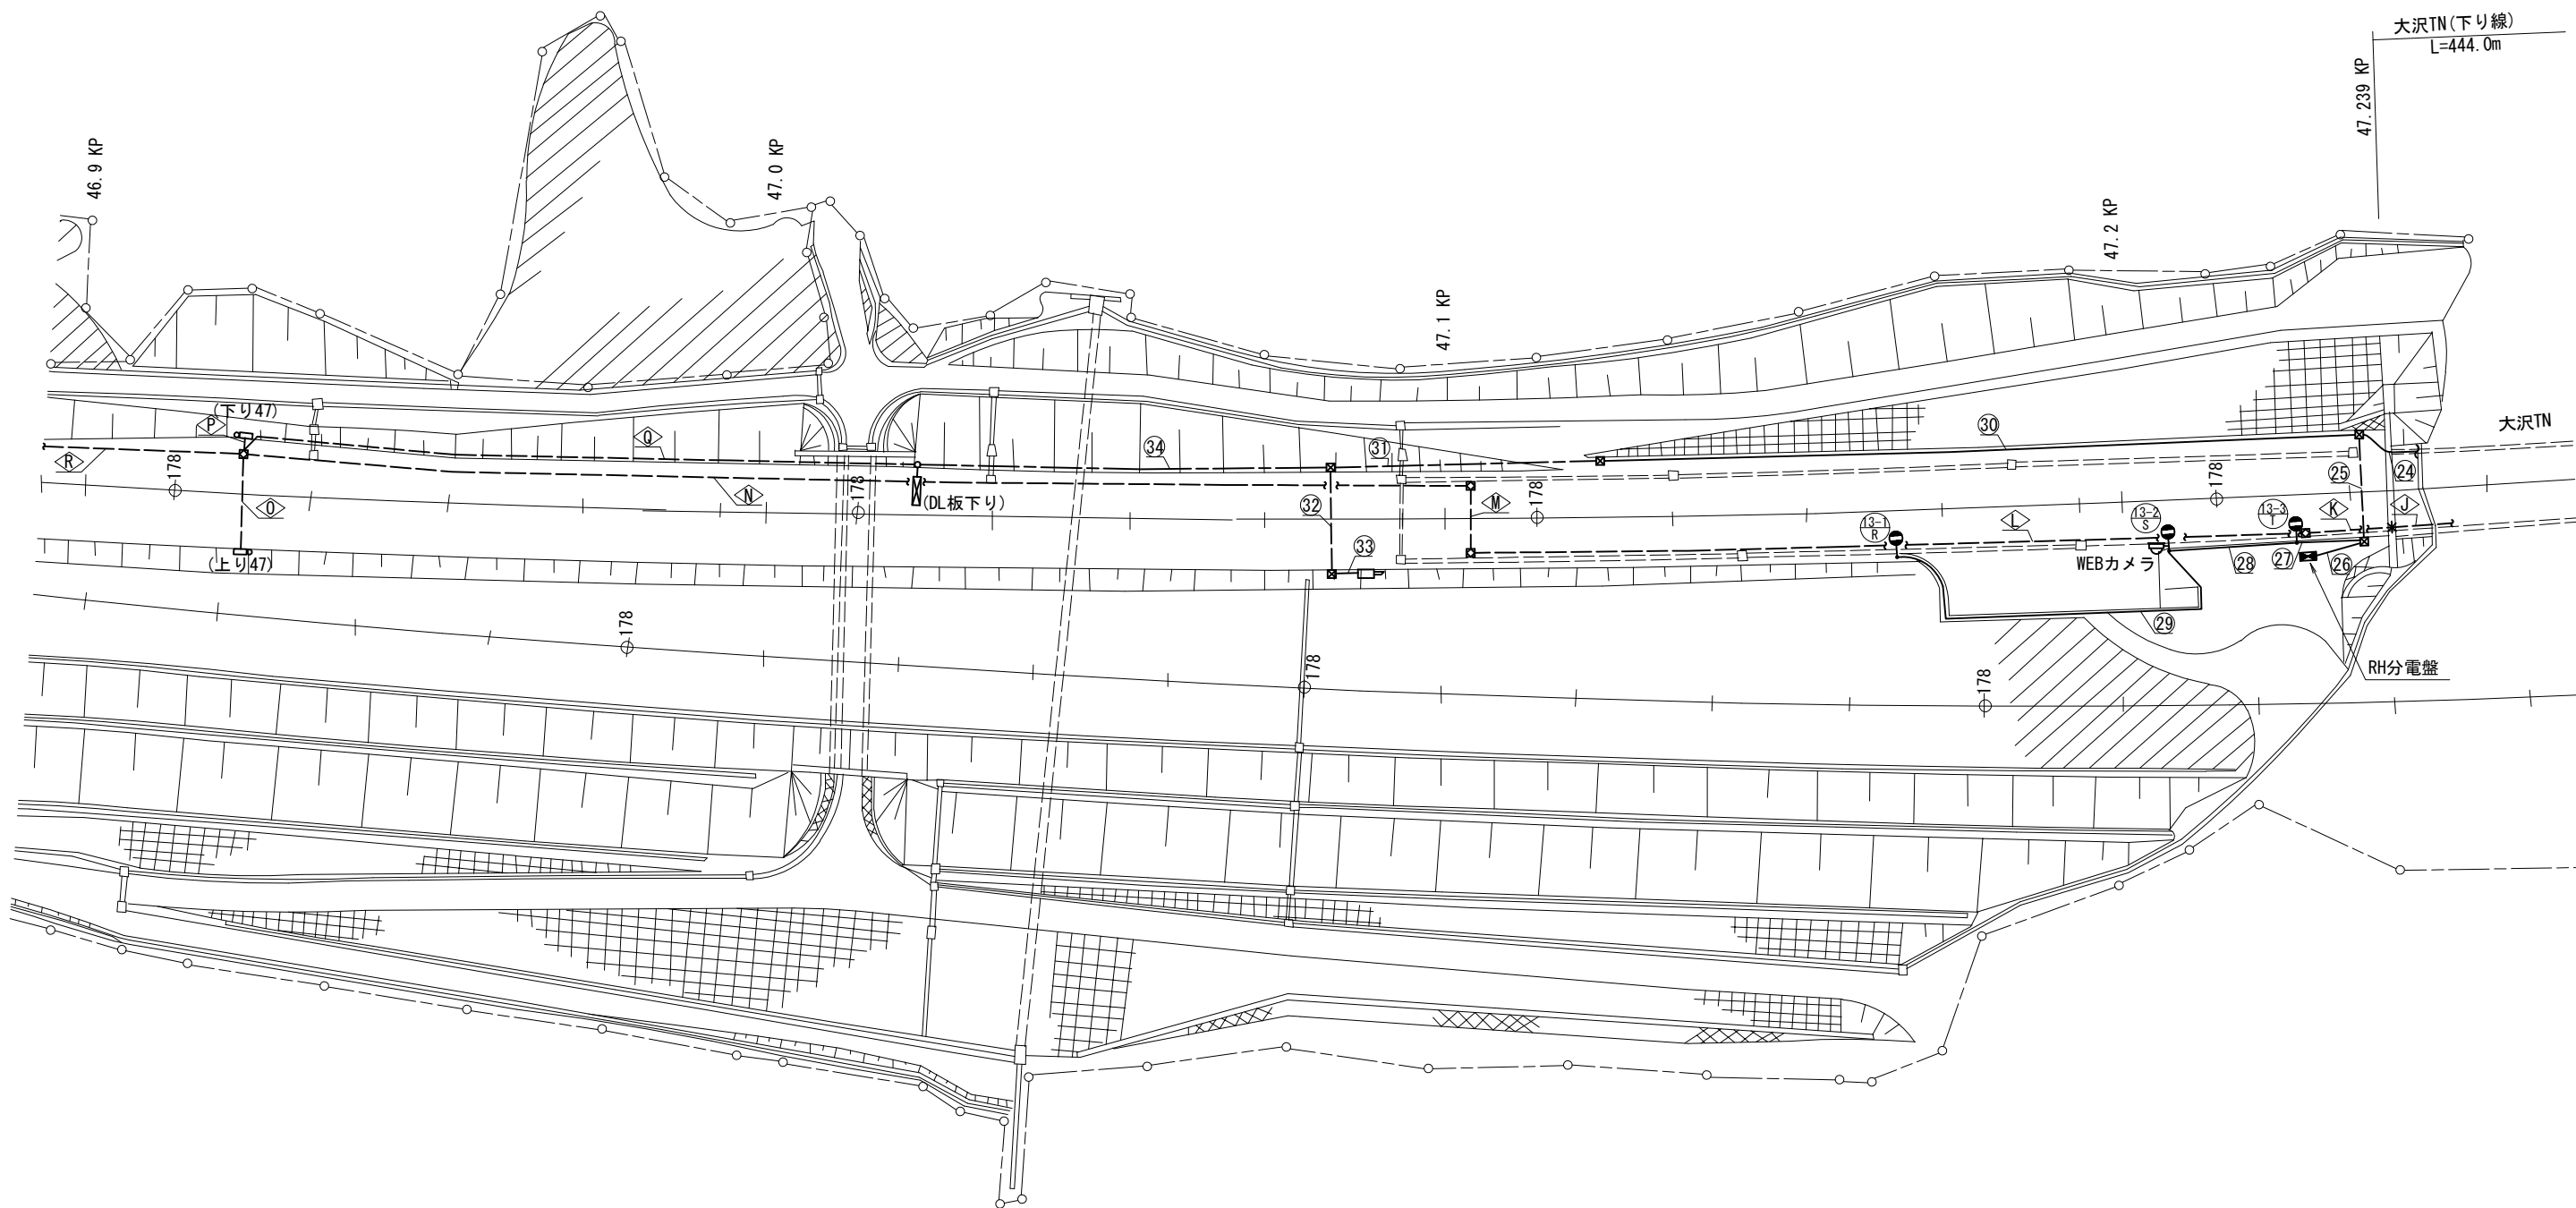 大沢TN(下り線)
L=444.0m
47.239 KP
46.9 KP
47.0 KP
47.1 KP
47.2 KP
大沢TN
(下り47)
P
Q
R
178
O
(上り47)
N
178
(DL板下り)
34
31
32
33
M
178
30
13-1
R
L
13-2
S
WEBカメラ
13-3
T
178
25
24
K
J
28
27
26
29
RH分電盤
178
178
178